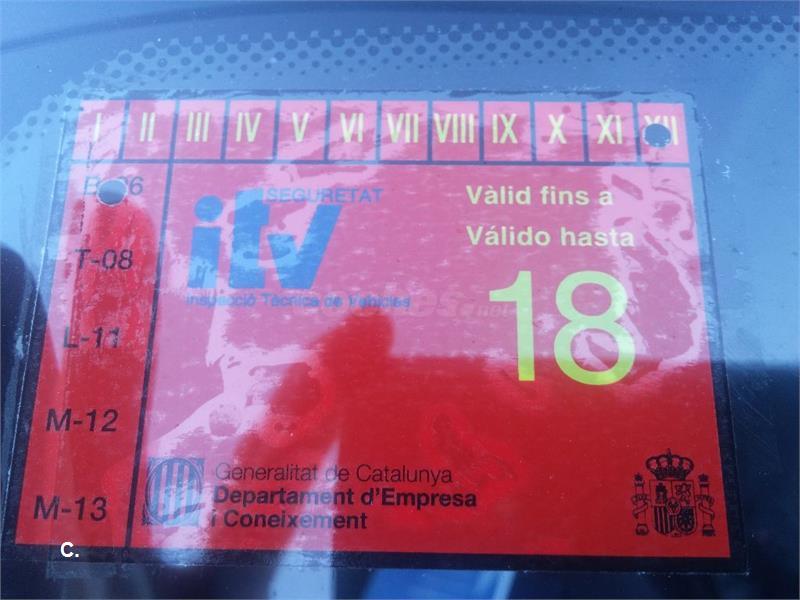 I II III IV V VI VII VIII IX X XI XII
SEGURETAT
itv
Inspecció Tècnica de Vehicles
Vàlid fins a
Válido hasta
18
T-08
L-11
M-12
M-13
Generalitat de Catalunya
Departament d'Empresa
i Coneixement
C.